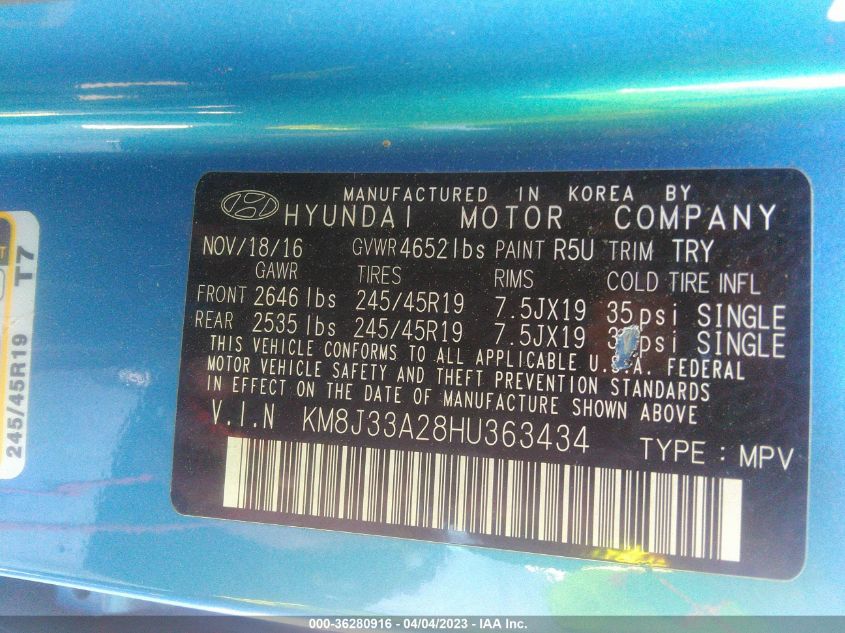 MANUFACTURED IN KOREA BY
HYUNDAI MOTOR COMPANY
NOV/18/16 GVWR 4652 lbs PAINT R5U TRIM TRY
GAWR TIRES RIMS COLD TIRE INFL
FRONT 2646 lbs 245/45R19 7.5JX19 35 psi SINGLE
REAR 2535 lbs 245/45R19 7.5JX19 psi SINGLE
THIS VEHICLE CONFORMS TO ALL APPLICABLE U.S.A. FEDERAL
MOTOR VEHICLE SAFETY AND THEFT PREVENTION STANDARDS
IN EFFECT ON THE DATE OF MANUFACTURE SHOWN ABOVE
V.I.N KM8J33A28HU363434 TYPE : MPV
245/45R19 T7
000-36280916 - 04/04/2023 - IAA Inc.